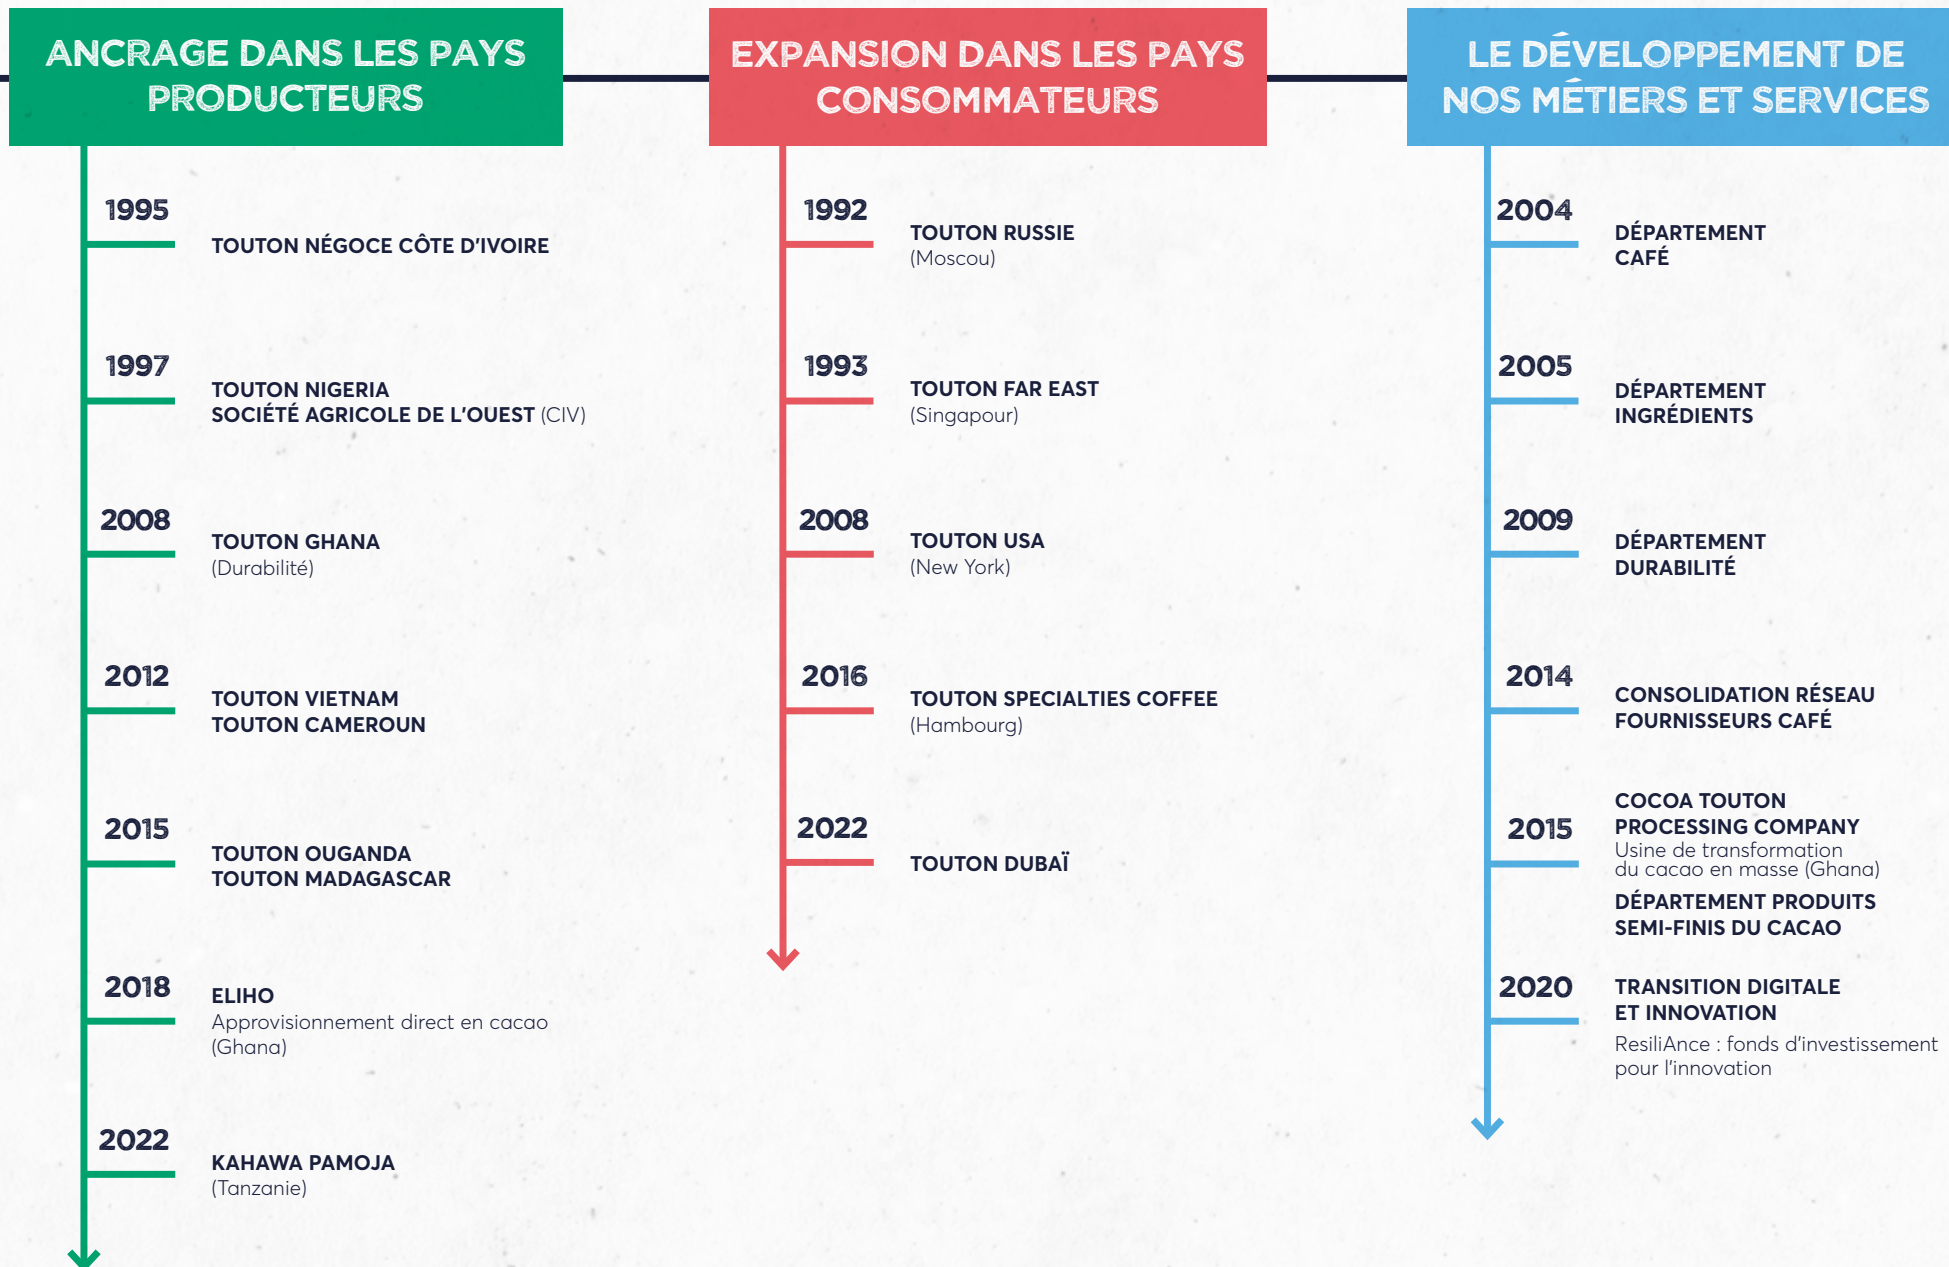 ANCRAGE DANS LES PAYS
PRODUCTEURS
1995
TOUTON NÉGOCE CÔTE D'IVOIRE
1997
TOUTON NIGERIA
SOCIÉTÉ AGRICOLE DE L'OUEST (CIV)
2008
TOUTON GHANA
(Durabilité)
2012
TOUTON VIETNAM
TOUTON CAMEROUN
2015
TOUTON OUGANDA
TOUTON MADAGASCAR
2018
ELIHO
Approvisionnement direct en cacao
(Ghana)
2022
KAHAWA PAMOJA
(Tanzanie)
EXPANSION DANS LES PAYS
CONSOMMATEURS
1992
TOUTON RUSSIE
(Moscou)
1993
TOUTON FAR EAST
(Singapour)
2008
TOUTON USA
(New York)
2016
TOUTON SPECIALTIES COFFEE
(Hambourg)
2022
TOUTON DUBAÏ
LE DÉVELOPPEMENT DE
NOS MÉTIERS ET SERVICES
2004
DÉPARTEMENT
CAFÉ
2005
DÉPARTEMENT
INGRÉDIENTS
2009
DÉPARTEMENT
DURABILITÉ
2014
CONSOLIDATION RÉSEAU
FOURNISSEURS CAFÉ
2015
COCOA TOUTON
PROCESSING COMPANY
Usine de transformation
du cacao en masse (Ghana)
DÉPARTEMENT PRODUITS
SEMI-FINIS DU CACAO
2020
TRANSITION DIGITALE
ET INNOVATION
ResiliAnce : fonds d'investissement
pour l'innovation